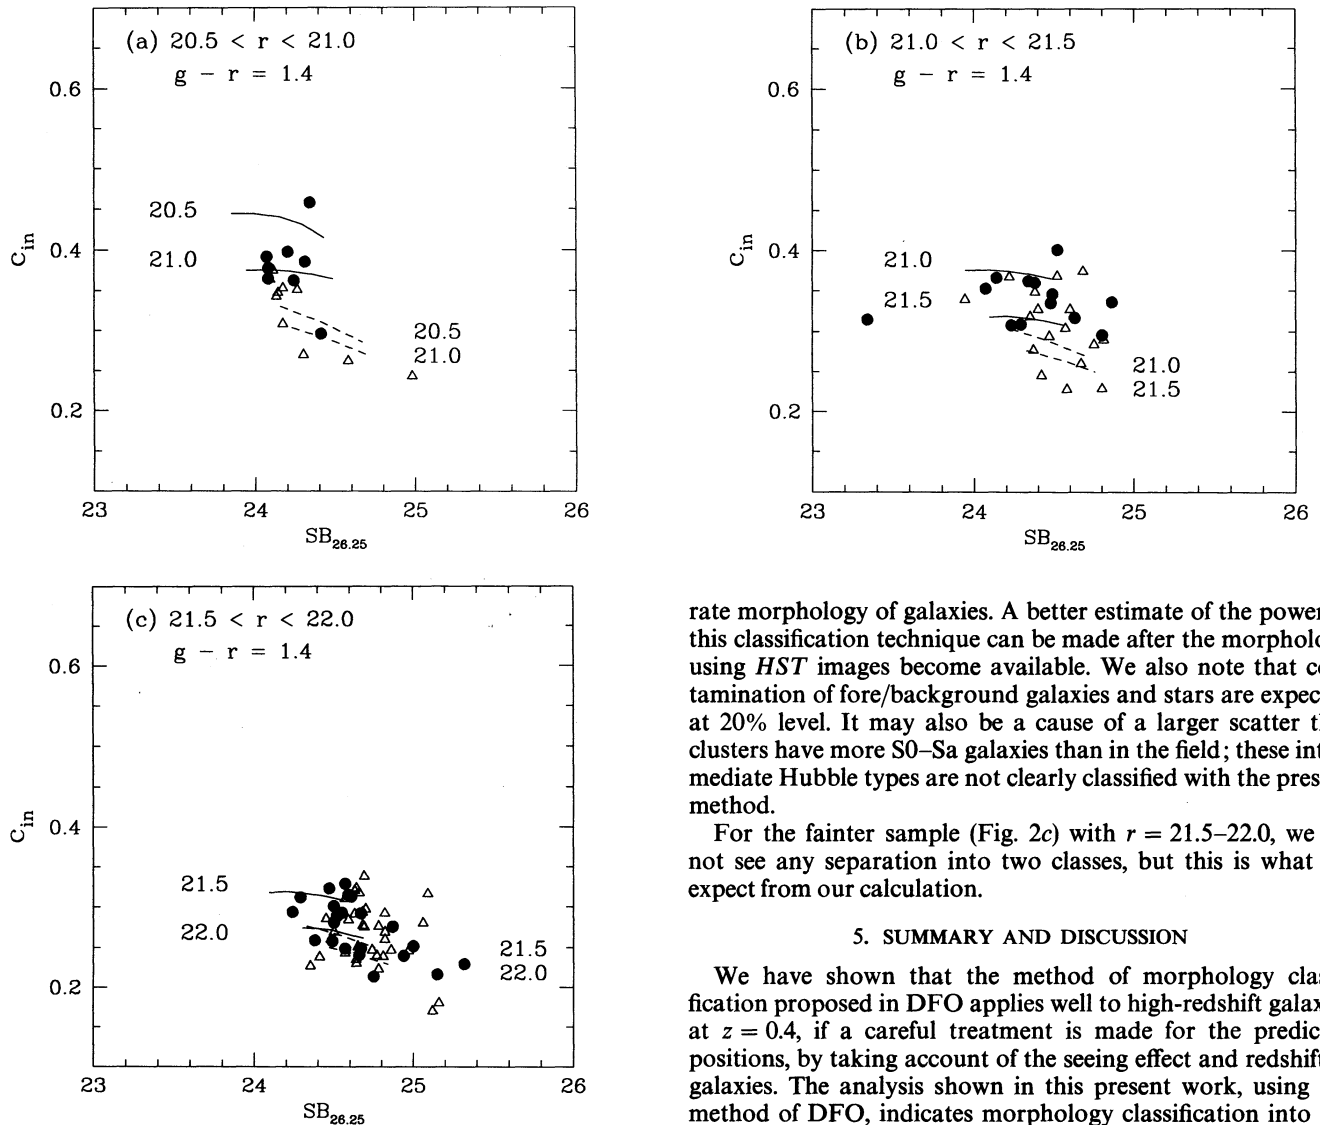 (a) 20.5 < r < 21.0
g − r = 1.4
0.6
20.5
0.4
21.0
C_in
20.5
21.0
0.2
23 24 25 26
SB_26.25
(b) 21.0 < r < 21.5
g − r = 1.4
0.6
0.4
21.0
C_in
21.5
21.0
21.5
0.2
23 24 25 26
SB_26.25
(c) 21.5 < r < 22.0
g − r = 1.4
0.6
0.4
C_in
21.5
22.0
21.5
22.0
0.2
23 24 25 26
SB_26.25
rate morphology of galaxies. A better estimate of the power
this classification technique can be made after the morpholo
using HST images become available. We also note that co
tamination of fore/background galaxies and stars are expec
at 20% level. It may also be a cause of a larger scatter th
clusters have more S0–Sa galaxies than in the field; these int
mediate Hubble types are not clearly classified with the pres
method.
For the fainter sample (Fig. 2c) with r = 21.5–22.0, we
not see any separation into two classes, but this is what
expect from our calculation.
5. SUMMARY AND DISCUSSION
We have shown that the method of morphology clas
fication proposed in DFO applies well to high-redshift galax
at z = 0.4, if a careful treatment is made for the predic
positions, by taking account of the seeing effect and redshift
galaxies. The analysis shown in this present work, using
method of DFO, indicates morphology classification into